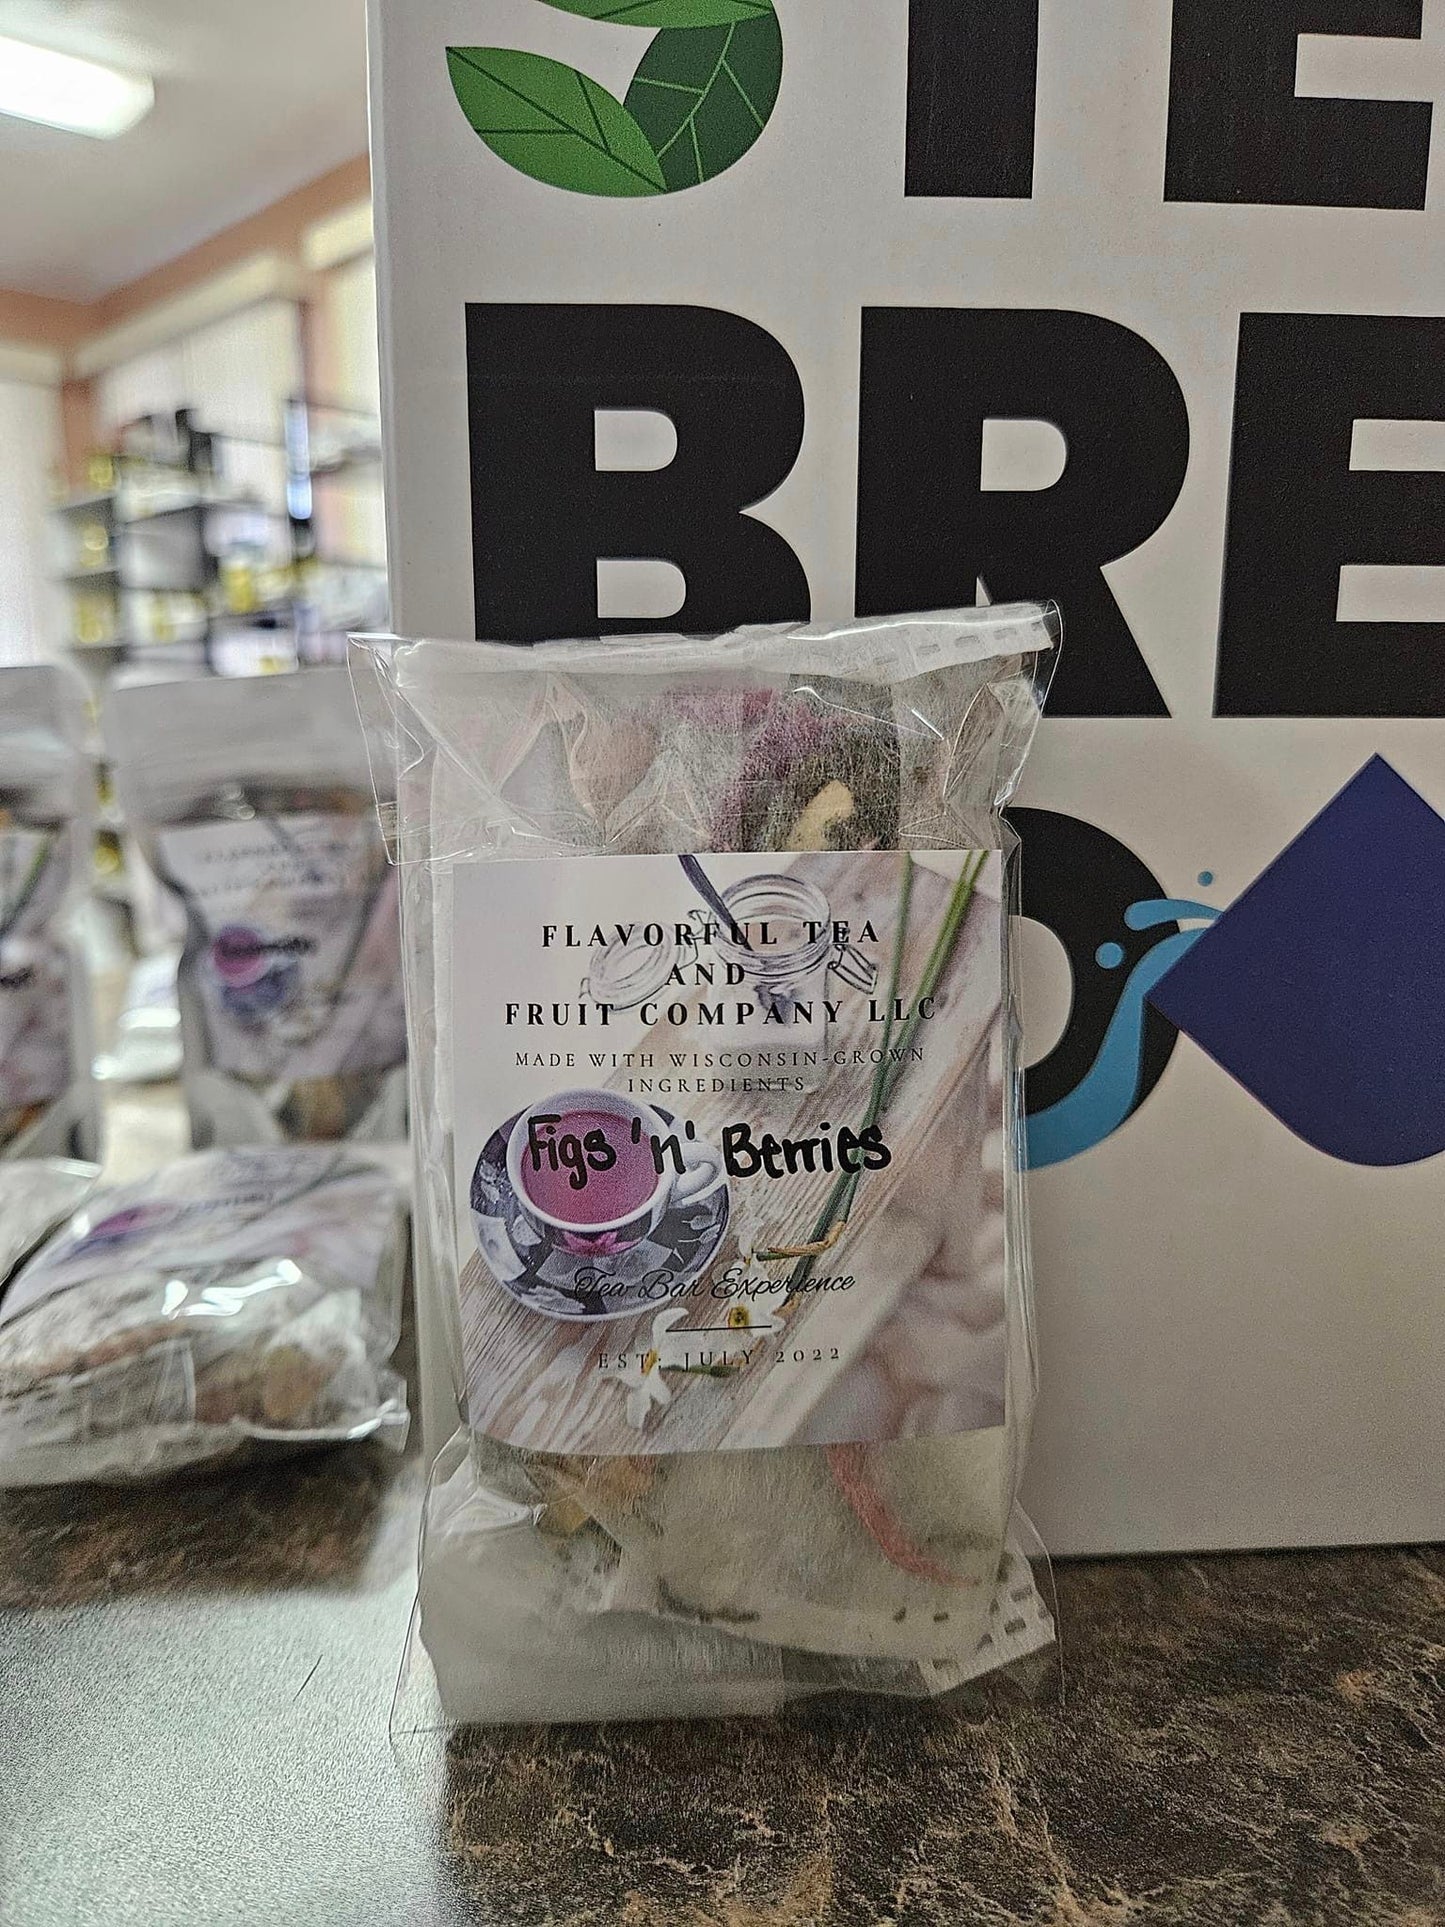 STE
BRE
FLAVORFUL TEA
AND
FRUIT COMPANY LLC
MADE WITH WISCONSIN-GROWN
INGREDIENTS
Figs 'n' Berries
Tea Bar Experience
EST: JULY 2022